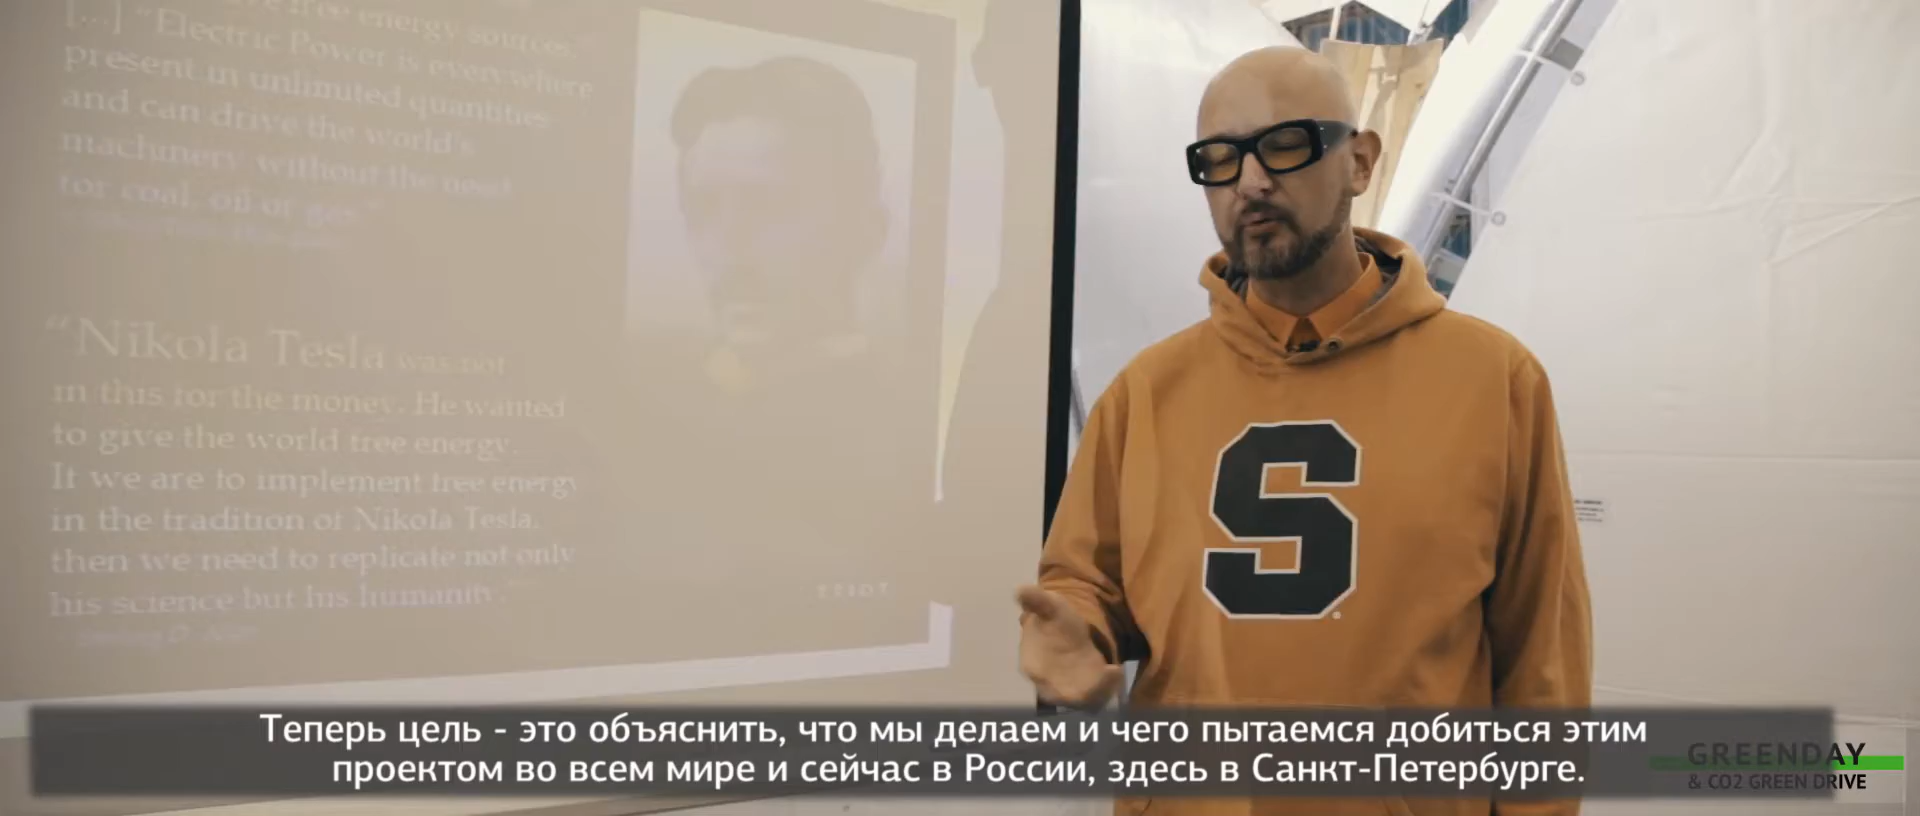 free energy sources.
[...] "Electric Power is everywhere
present in unlimited quantities
and can drive the world's
machinery without the need
for coal, oil or gas."
"Nikola Tesla was not
in this for the money. He wanted
to give the world free energy.
If we are to implement free energy
in the tradition of Nikola Tesla,
then we need to replicate not only
his science but his humanity."
S
Теперь цель - это объяснить, что мы делаем и чего пытаемся добиться этим
проектом во всем мире и сейчас в России, здесь в Санкт-Петербурге.
GREENDAY
& CO2 GREEN DRIVE